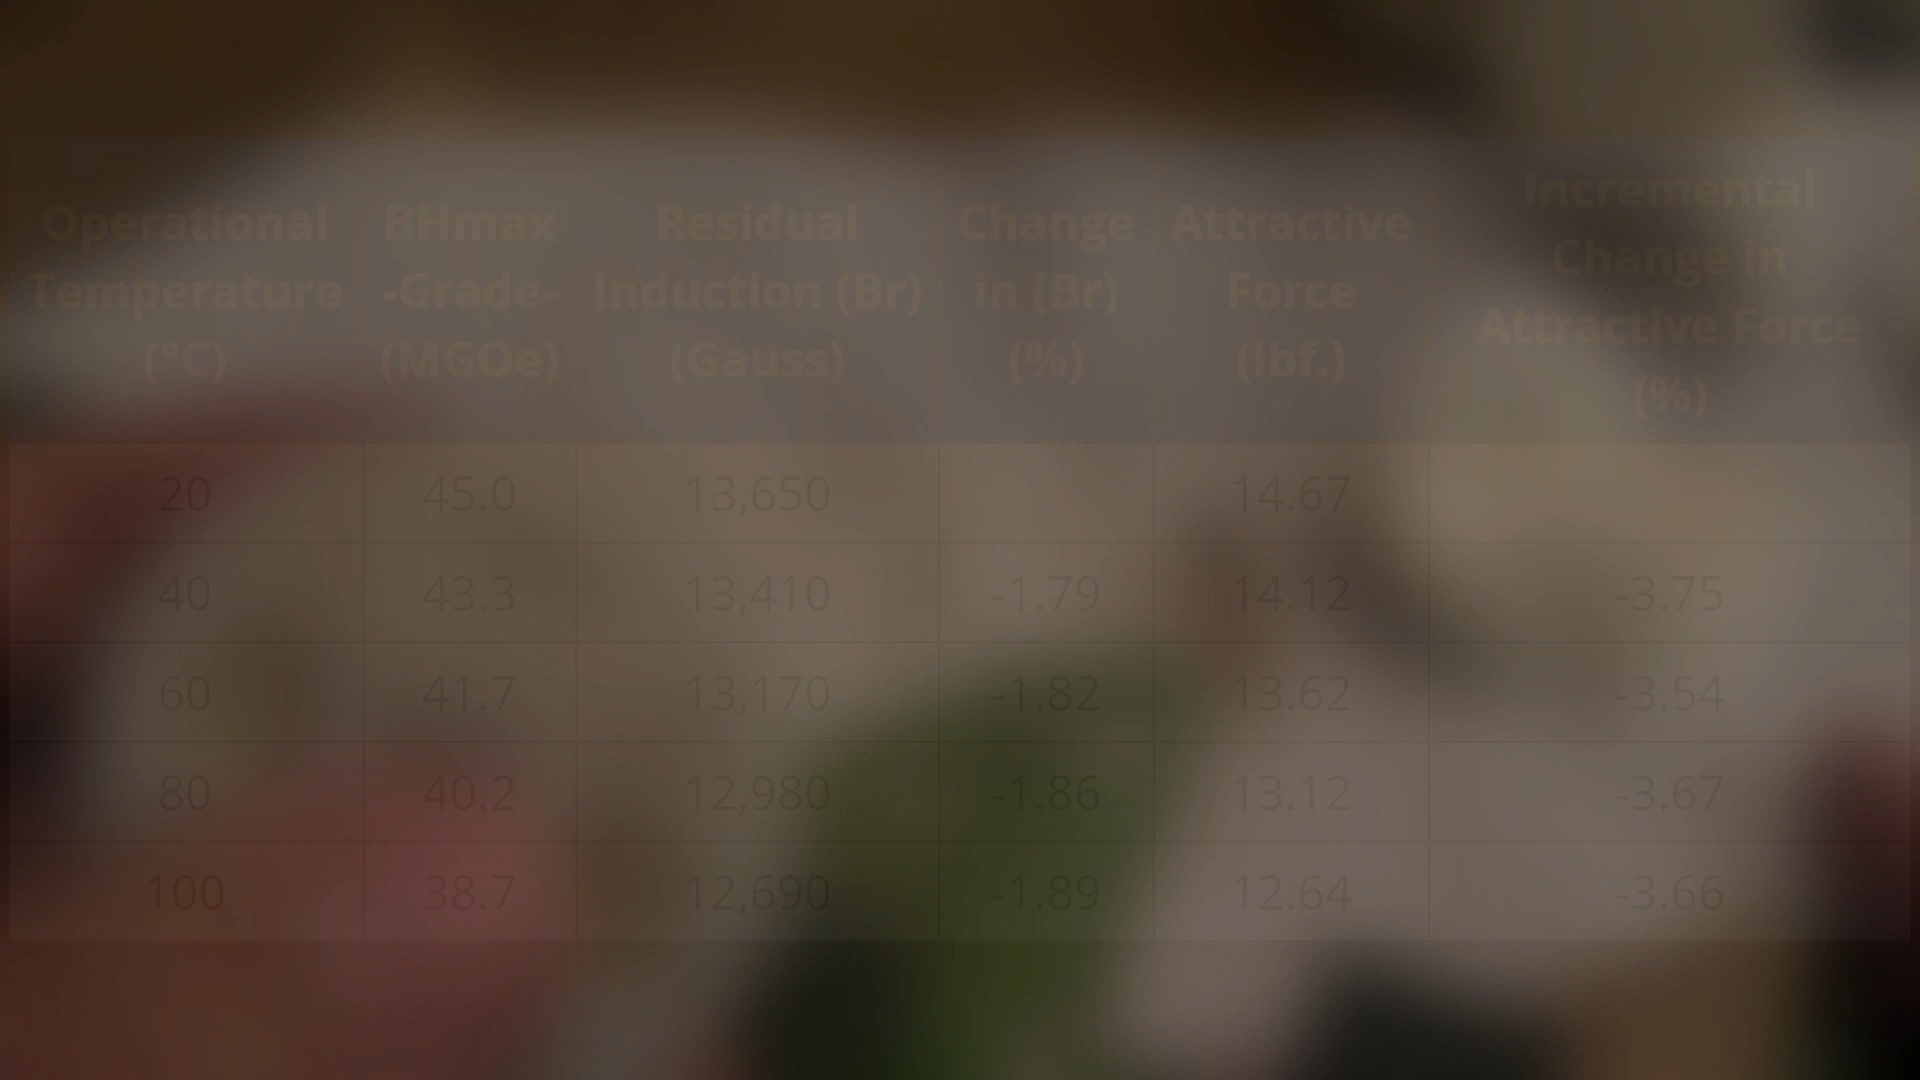 Operational Temperature (°C) BHmax -Grade- (MGOe) Residual Induction (Br) (Gauss) Change in (Br) (%) Attractive Force (lbf.) Incremental Change in Attractive Force (%)
20 45.0 13,650 14.67
40 43.3 13,410 -1.79 14.12 -3.75
60 41.7 13,170 -1.82 13.62 -3.54
80 40.2 12,980 -1.86 13.12 -3.67
100 38.7 12,690 -1.89 12.64 -3.66